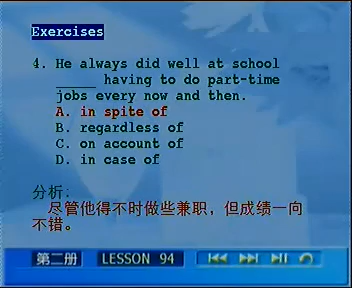 Exercises
4. He always did well at school
_____ having to do part-time
jobs every now and then.
A. in spite of
B. regardless of
C. on account of
D. in case of
分析:
尽管他得不时做些兼职，但成绩一向
不错。
第二册 LESSON 94